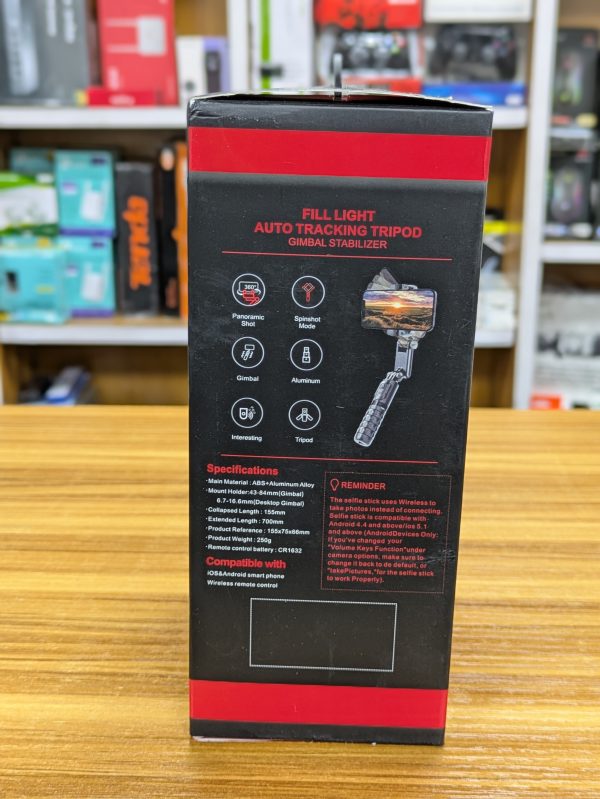 FILL LIGHT
AUTO TRACKING TRIPOD
GIMBAL STABILIZER
360°
Panoramic
Shot
Spinshot
Mode
Gimbal
Aluminum
Interesting
Tripod
Specifications
·Main Material : ABS+Aluminum Alloy
·Mount Holder:43-84mm(Gimbal)
6.7-16.6mm(Desktop Gimbal)
·Collapsed Length : 155mm
·Extended Length : 700mm
·Product Reference : 155x75x66mm
·Product Weight : 250g
·Remote control battery : CR1632
Compatible with
iOS&Android smart phone
Wireless remote control
REMINDER
The selfie stick uses Wireless to
take photos instead of connecting.
Selfie stick is compatible with
Android 4.4 and above/ios 5.1
and above (AndroidDevices Only:
if you've changed your
"Volume Keys Function"under
camera options, make sure to
change it back to de default, or
"takePictures,"for the selfie stick
to work Properly).